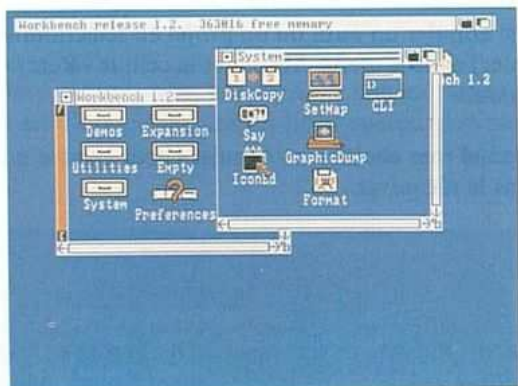 Workbench release 1.2. 363016 free memory
System
ch 1.2
DiskCopy
SetMap
CLI
Say
GraphicDump
IconEd
Format
Workbench 1.2
Demos
Expansion
Utilities
Empty
System
Preferences